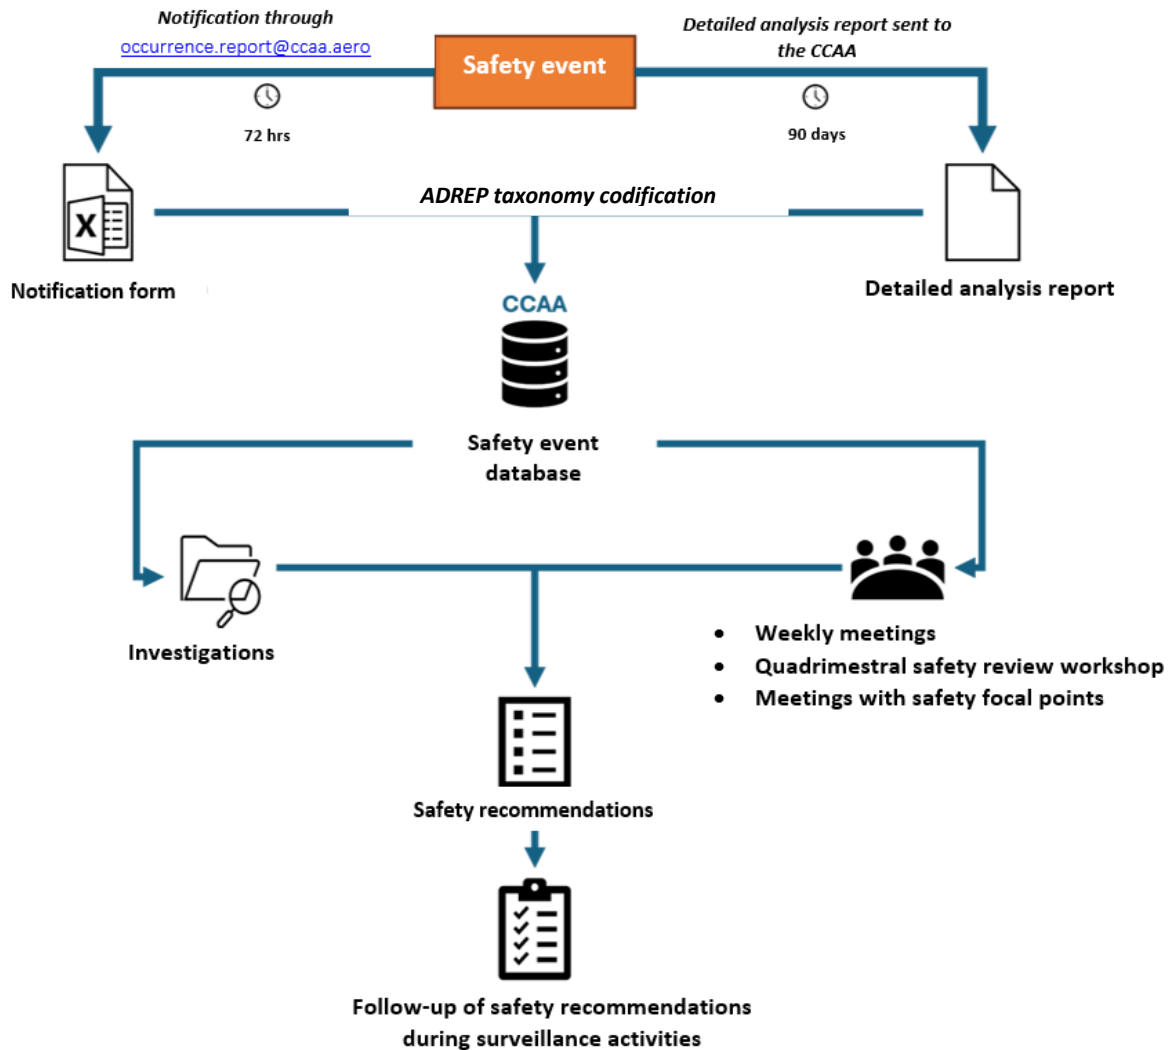 Notification through
occurrence.report@ccaa.aero
Safety event
Detailed analysis report sent to
the CCAA
72 hrs
90 days
X
ADREP taxonomy codification
Notification form
Detailed analysis report
CCAA
Safety event
database
Investigations
• Weekly meetings
• Quadrimestral safety review workshop
• Meetings with safety focal points
Safety recommendations
Follow-up of safety recommendations
during surveillance activities